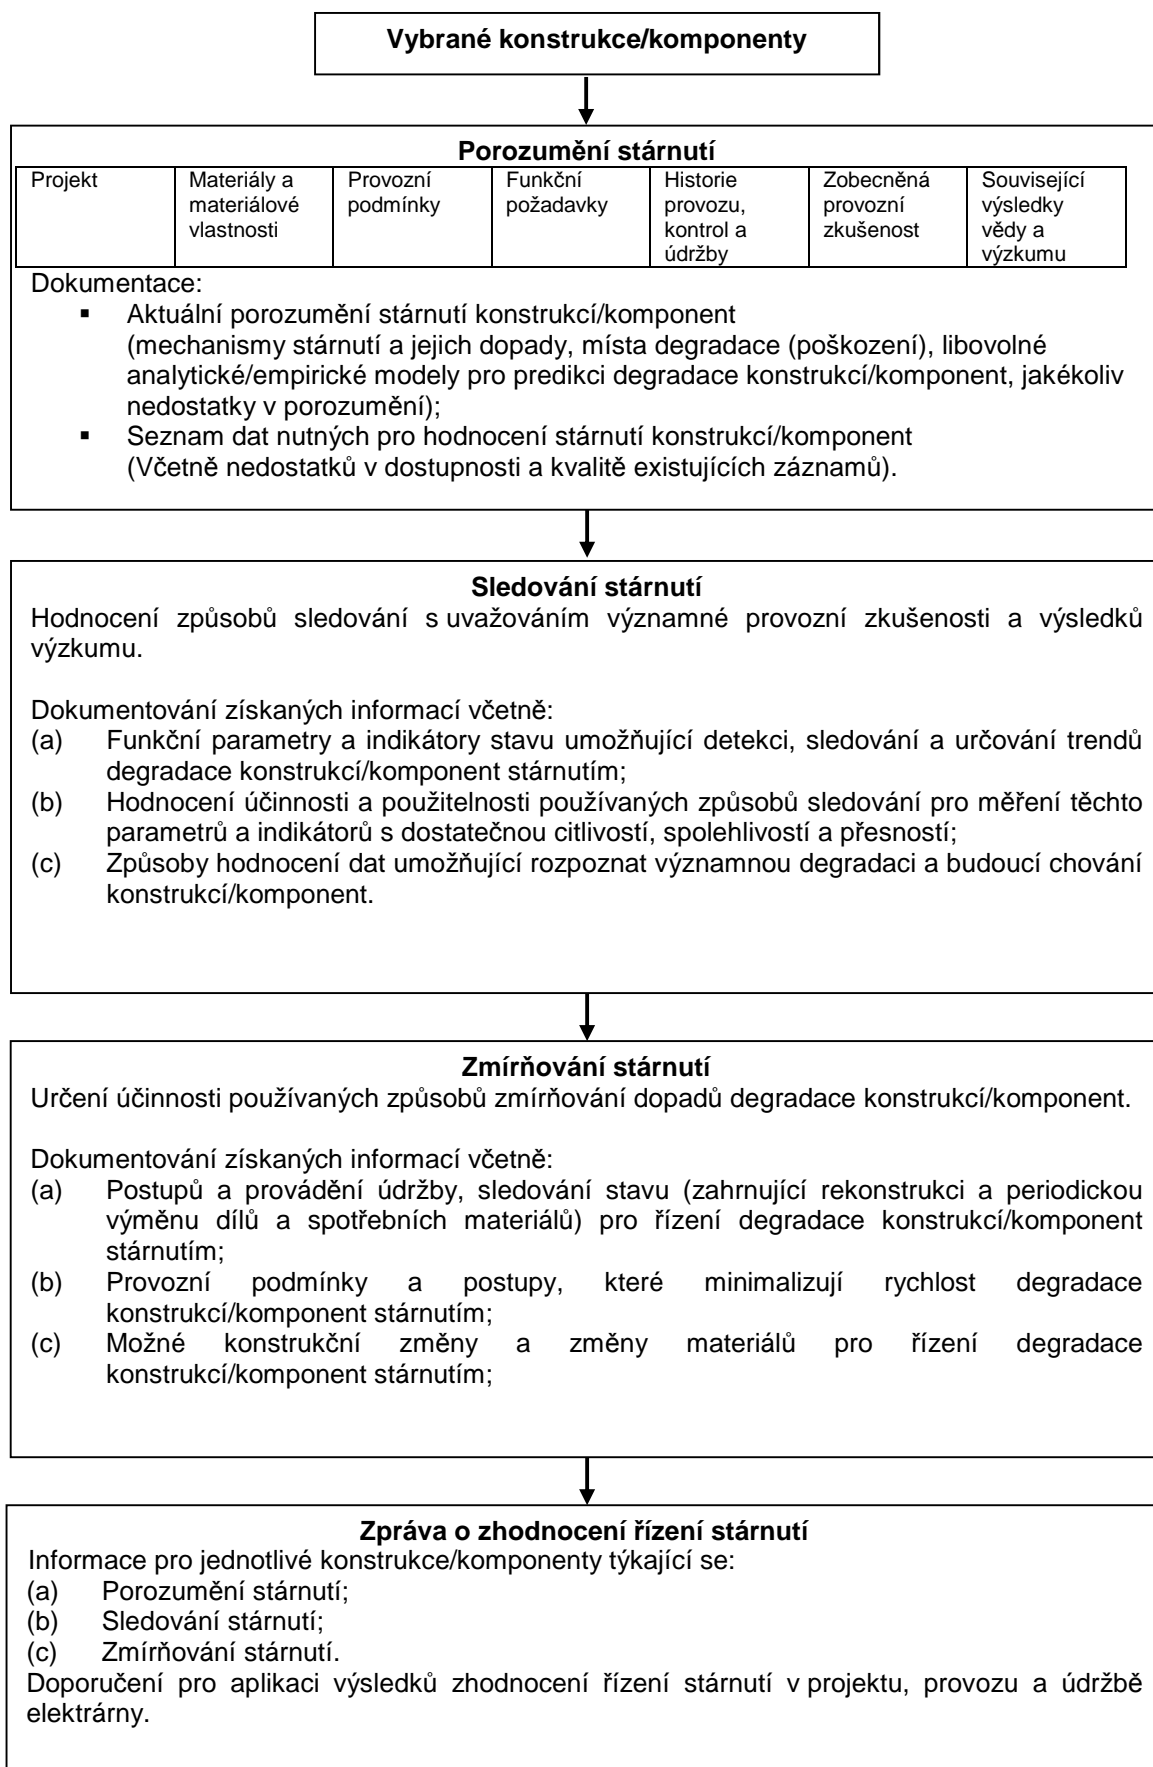 Vybrané konstrukce/komponenty
Porozumění stárnutí
Projekt
Materiály a
materiálové
vlastnosti
Provozní
podmínky
Funkční
požadavky
Historie
provozu,
kontrol a
údržby
Zobecněná
provozní
zkušenost
Související
výsledky
vědy a
výzkumu
Dokumentace:
▪ Aktuální porozumění stárnutí konstrukcí/komponent
(mechanismy stárnutí a jejich dopady, místa degradace (poškození), libovolné
analytické/empirické modely pro predikci degradace konstrukcí/komponent, jakékoliv
nedostatky v porozumění);
▪ Seznam dat nutných pro hodnocení stárnutí konstrukcí/komponent
(Včetně nedostatků v dostupnosti a kvalitě existujících záznamů).
Sledování stárnutí
Hodnocení způsobů sledování s uvažováním významné provozní zkušenosti a výsledků
výzkumu.
Dokumentování získaných informací včetně:
(a) Funkční parametry a indikátory stavu umožňující detekci, sledování a určování trendů
degradace konstrukcí/komponent stárnutím;
(b) Hodnocení účinnosti a použitelnosti používaných způsobů sledování pro měření těchto
parametrů a indikátorů s dostatečnou citlivostí, spolehlivostí a přesností;
(c) Způsoby hodnocení dat umožňující rozpoznat významnou degradaci a budoucí chování
konstrukcí/komponent.
Zmírňování stárnutí
Určení účinnosti používaných způsobů zmírňování dopadů degradace konstrukcí/komponent.
Dokumentování získaných informací včetně:
(a) Postupů a provádění údržby, sledování stavu (zahrnující rekonstrukci a periodickou
výměnu dílů a spotřebních materiálů) pro řízení degradace konstrukcí/komponent
stárnutím;
(b) Provozní podmínky a postupy, které minimalizují rychlost degradace
konstrukcí/komponent stárnutím;
(c) Možné konstrukční změny a změny materiálů pro řízení degradace
konstrukcí/komponent stárnutím;
Zpráva o zhodnocení řízení stárnutí
Informace pro jednotlivé konstrukce/komponenty týkající se:
(a) Porozumění stárnutí;
(b) Sledování stárnutí;
(c) Zmírňování stárnutí.
Doporučení pro aplikaci výsledků zhodnocení řízení stárnutí v projektu, provozu a údržbě
elektrárny.